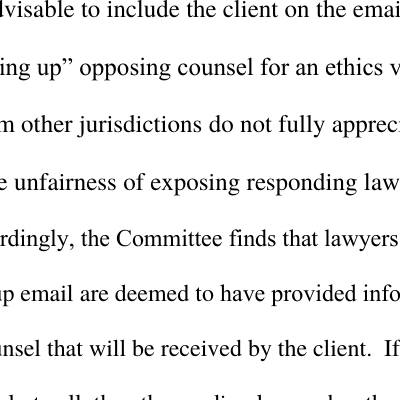 dvisable to include the client on the emai
ing up” opposing counsel for an ethics v
m other jurisdictions do not fully appreci
e unfairness of exposing responding law
rdingly, the Committee finds that lawyers
up email are deemed to have provided info
unsel that will be received by the client.  If